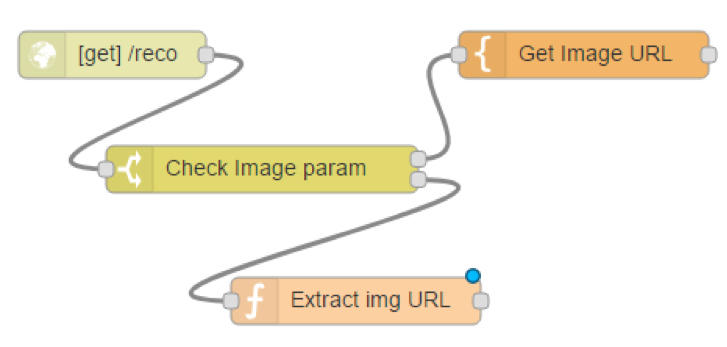 [get] /reco
Get Image URL
Check Image param
Extract img URL